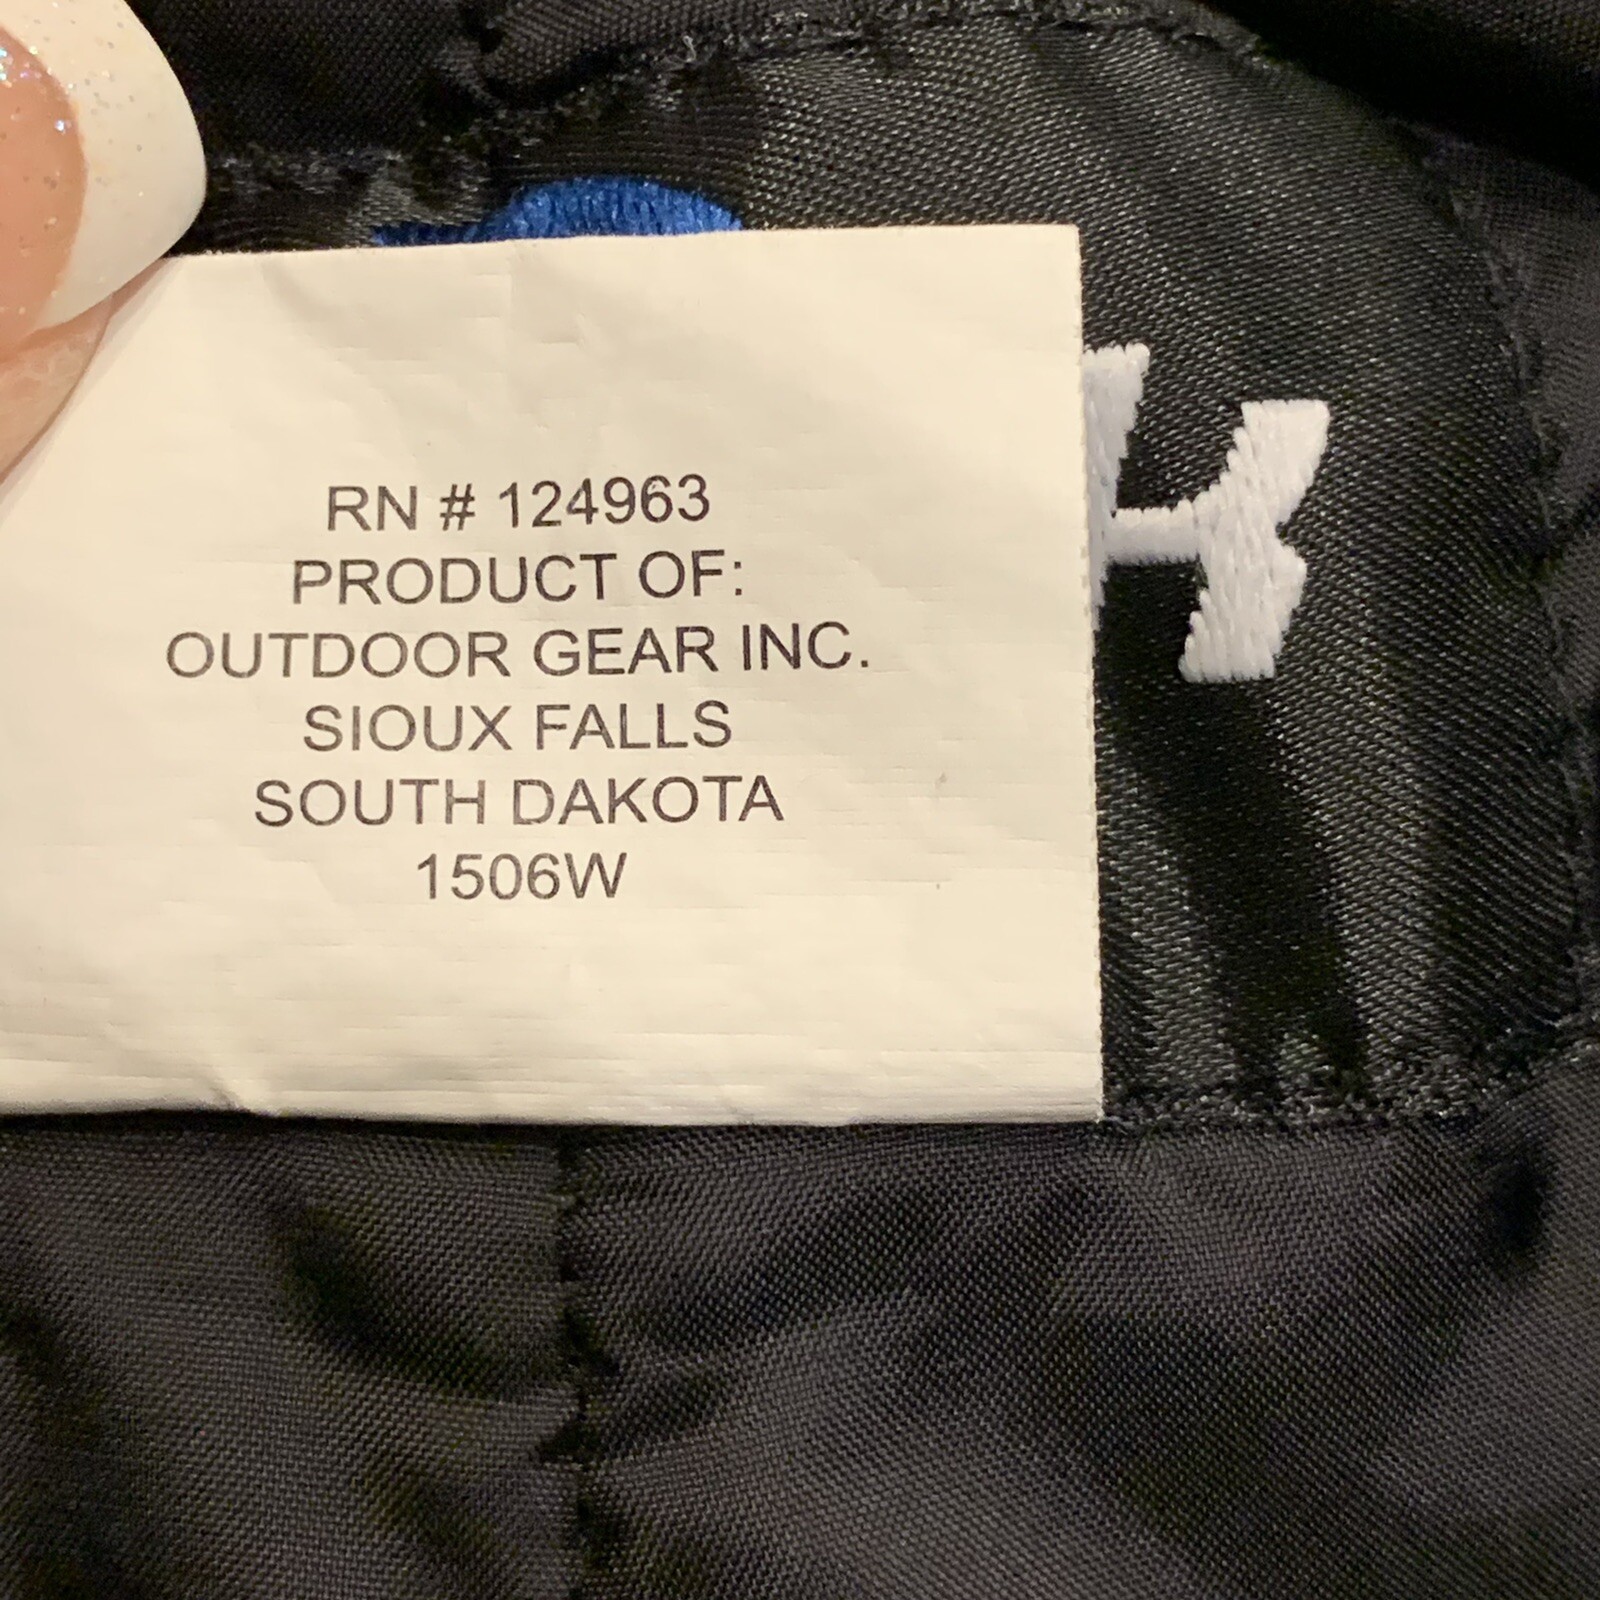 RN # 124963
PRODUCT OF:
OUTDOOR GEAR INC.
SIOUX FALLS
SOUTH DAKOTA
1506W